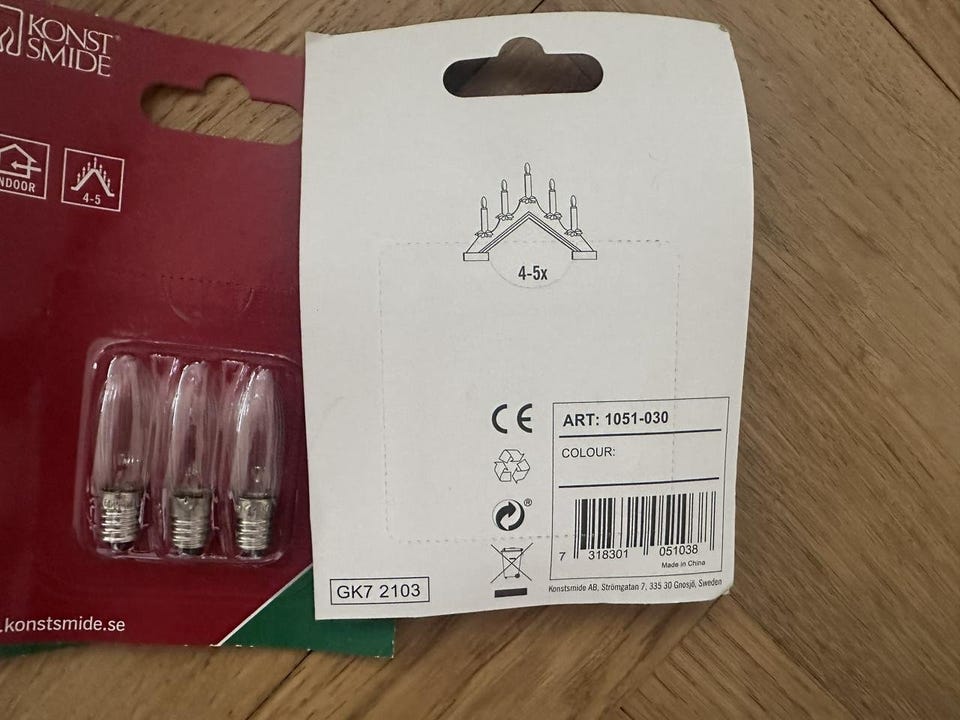 KONST®
SMIDE
NDOOR
4-5
.konstsmide.se
4-5x
CE
ART: 1051-030
COLOUR:
®
7 318301 051038
Made in China
GK7 2103
Konstsmide AB, Strömgatan 7, 335 30 Gnosjö, Sweden